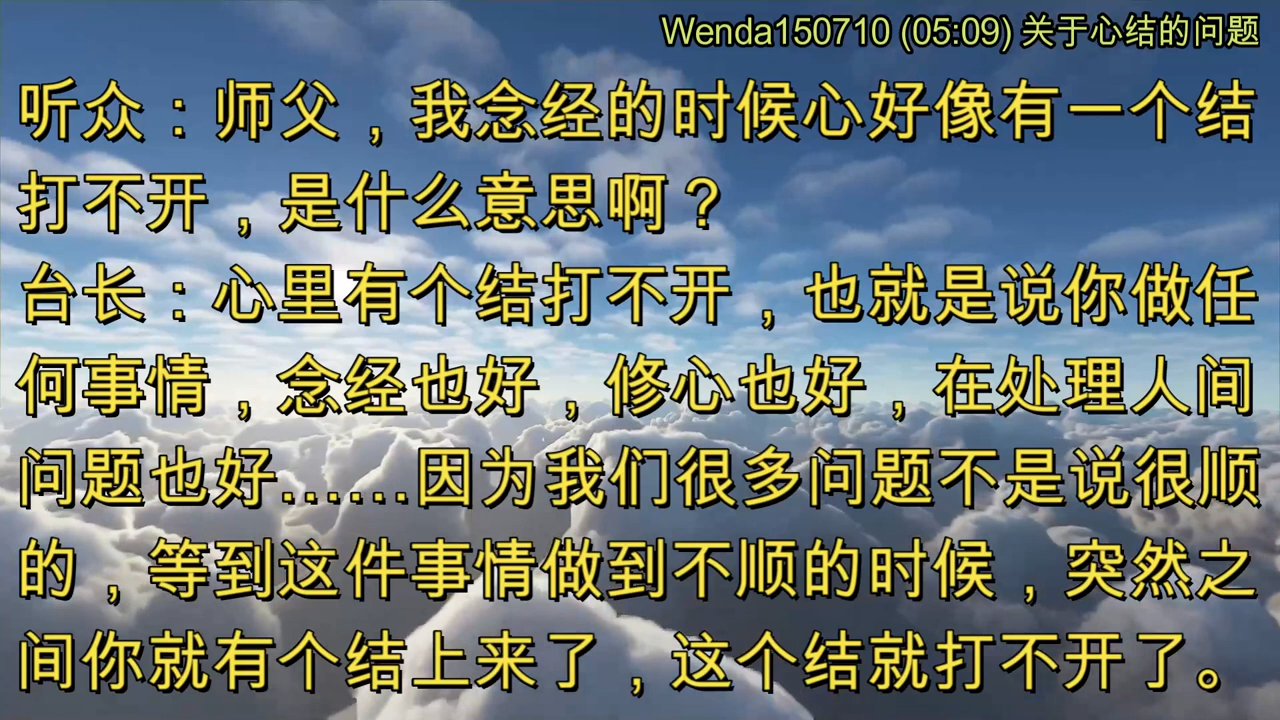 Wenda150710 (05:09) 关于心结的问题
听众：师父，我念经的时候心好像有一个结
打不开，是什么意思啊？
台长：心里有个结打不开，也就是说你做任
何事情，念经也好，修心也好，在处理人间
问题也好……因为我们很多问题不是说很顺
的，等到这件事情做到不顺的时候，突然之
间你就有个结上来了，这个结就打不开了。